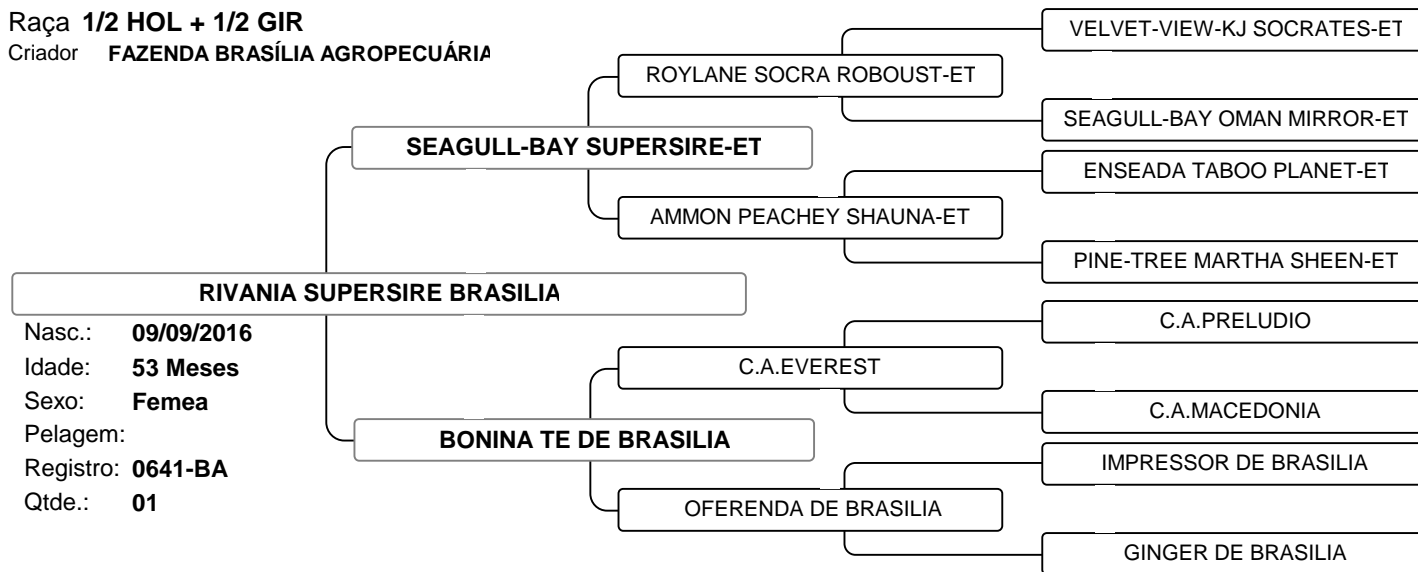 Raça 1/2 HOL + 1/2 GIR
Criador FAZENDA BRASÍLIA AGROPECUÁRIA
VELVET-VIEW-KJ SOCRATES-ET
ROYLANE SOCRA ROBOUST-ET
SEAGULL-BAY OMAN MIRROR-ET
SEAGULL-BAY SUPERSIRE-ET
ENSEADA TABOO PLANET-ET
AMMON PEACHEY SHAUNA-ET
PINE-TREE MARTHA SHEEN-ET
RIVANIA SUPERSIRE BRASILIA
Nasc.: 09/09/2016
Idade: 53 Meses
Sexo: Femea
Pelagem:
Registro: 0641-BA
Qtde.: 01
C.A.PRELUDIO
C.A.EVEREST
C.A.MACEDONIA
BONINA TE DE BRASILIA
IMPRESSOR DE BRASILIA
OFERENDA DE BRASILIA
GINGER DE BRASILIA